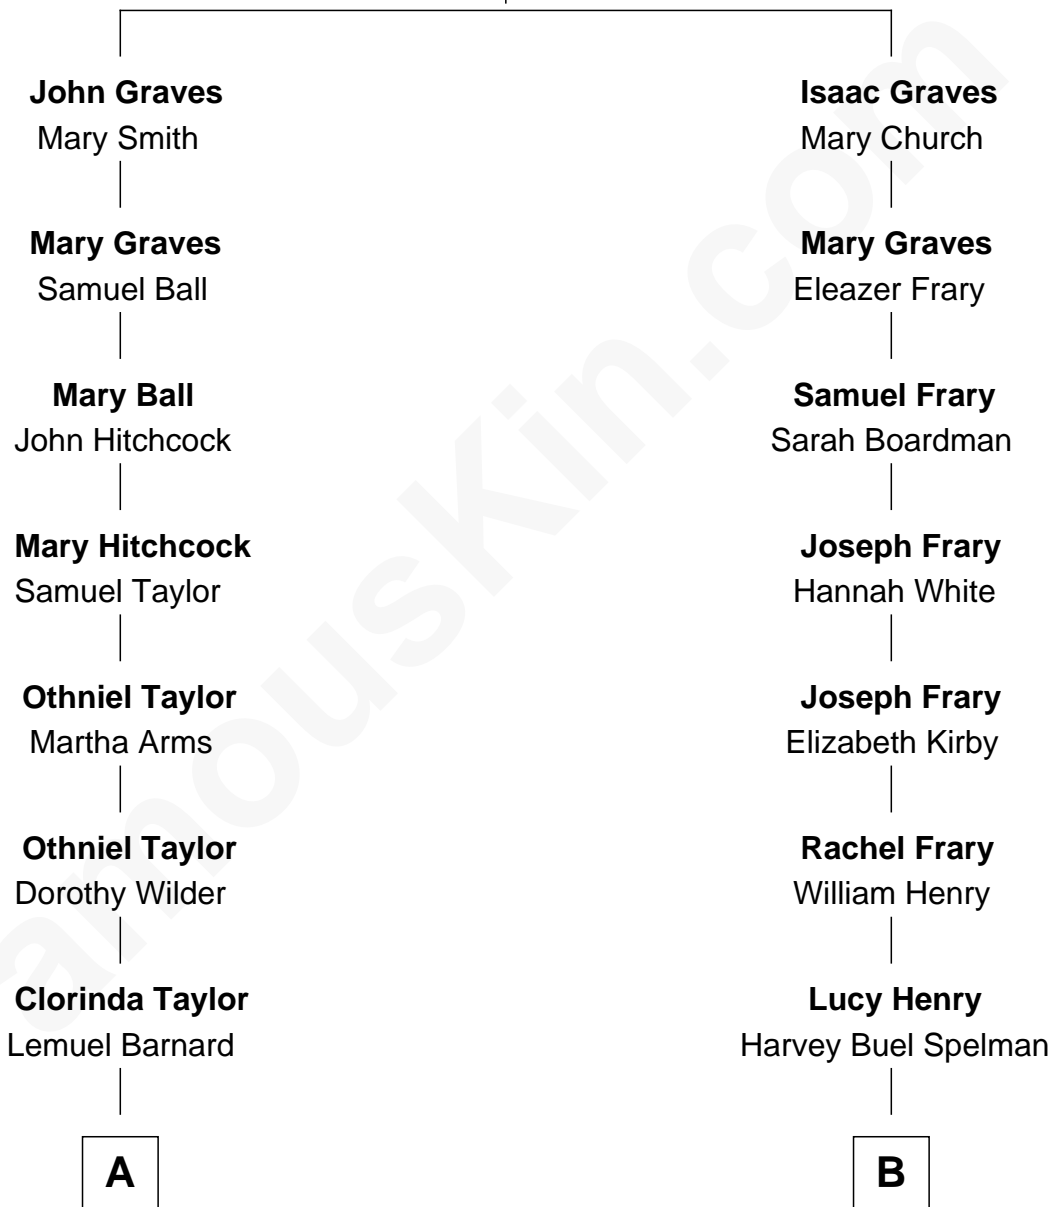 John Graves
Mary Smith
Mary Graves
Samuel Ball
Mary Ball
John Hitchcock
Mary Hitchcock
Samuel Taylor
Othniel Taylor
Martha Arms
Othniel Taylor
Dorothy Wilder
Clorinda Taylor
Lemuel Barnard
A
Isaac Graves
Mary Church
Mary Graves
Eleazer Frary
Samuel Frary
Sarah Boardman
Joseph Frary
Hannah White
Joseph Frary
Elizabeth Kirby
Rachel Frary
William Henry
Lucy Henry
Harvey Buel Spelman
B
amousKin.com